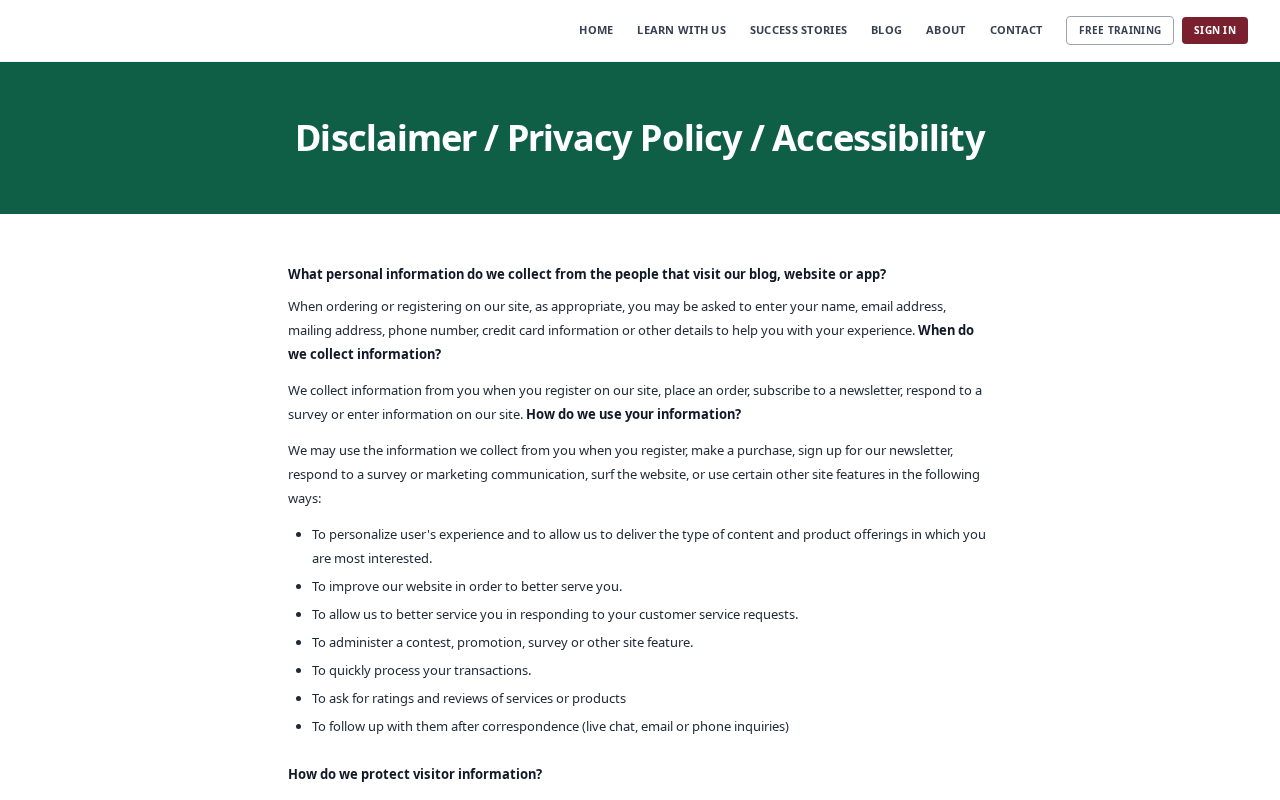 HOME LEARN WITH US SUCCESS STORIES BLOG ABOUT CONTACT FREE TRAINING SIGN IN
Disclaimer / Privacy Policy / Accessibility
What personal information do we collect from the people that visit our blog, website or app?
When ordering or registering on our site, as appropriate, you may be asked to enter your name, email address,
mailing address, phone number, credit card information or other details to help you with your experience. When do
we collect information?
We collect information from you when you register on our site, place an order, subscribe to a newsletter, respond to a
survey or enter information on our site. How do we use your information?
We may use the information we collect from you when you register, make a purchase, sign up for our newsletter,
respond to a survey or marketing communication, surf the website, or use certain other site features in the following
ways:
• To personalize user's experience and to allow us to deliver the type of content and product offerings in which you
are most interested.
• To improve our website in order to better serve you.
• To allow us to better service you in responding to your customer service requests.
• To administer a contest, promotion, survey or other site feature.
• To quickly process your transactions.
• To ask for ratings and reviews of services or products
• To follow up with them after correspondence (live chat, email or phone inquiries)
How do we protect visitor information?